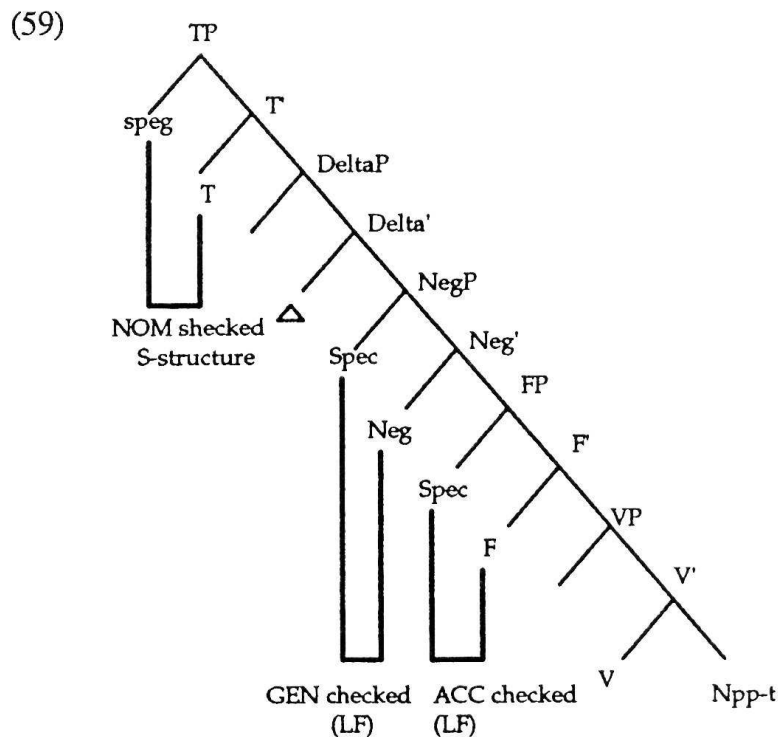 (59)
TP
speg
T'
T
DeltaP
Delta'
NOM shecked
S-structure
NegP
Spec
Neg'
Neg
FP
Spec
F'
F
VP
V'
V
Npp-t
GEN checked
(LF)
ACC checked
(LF)